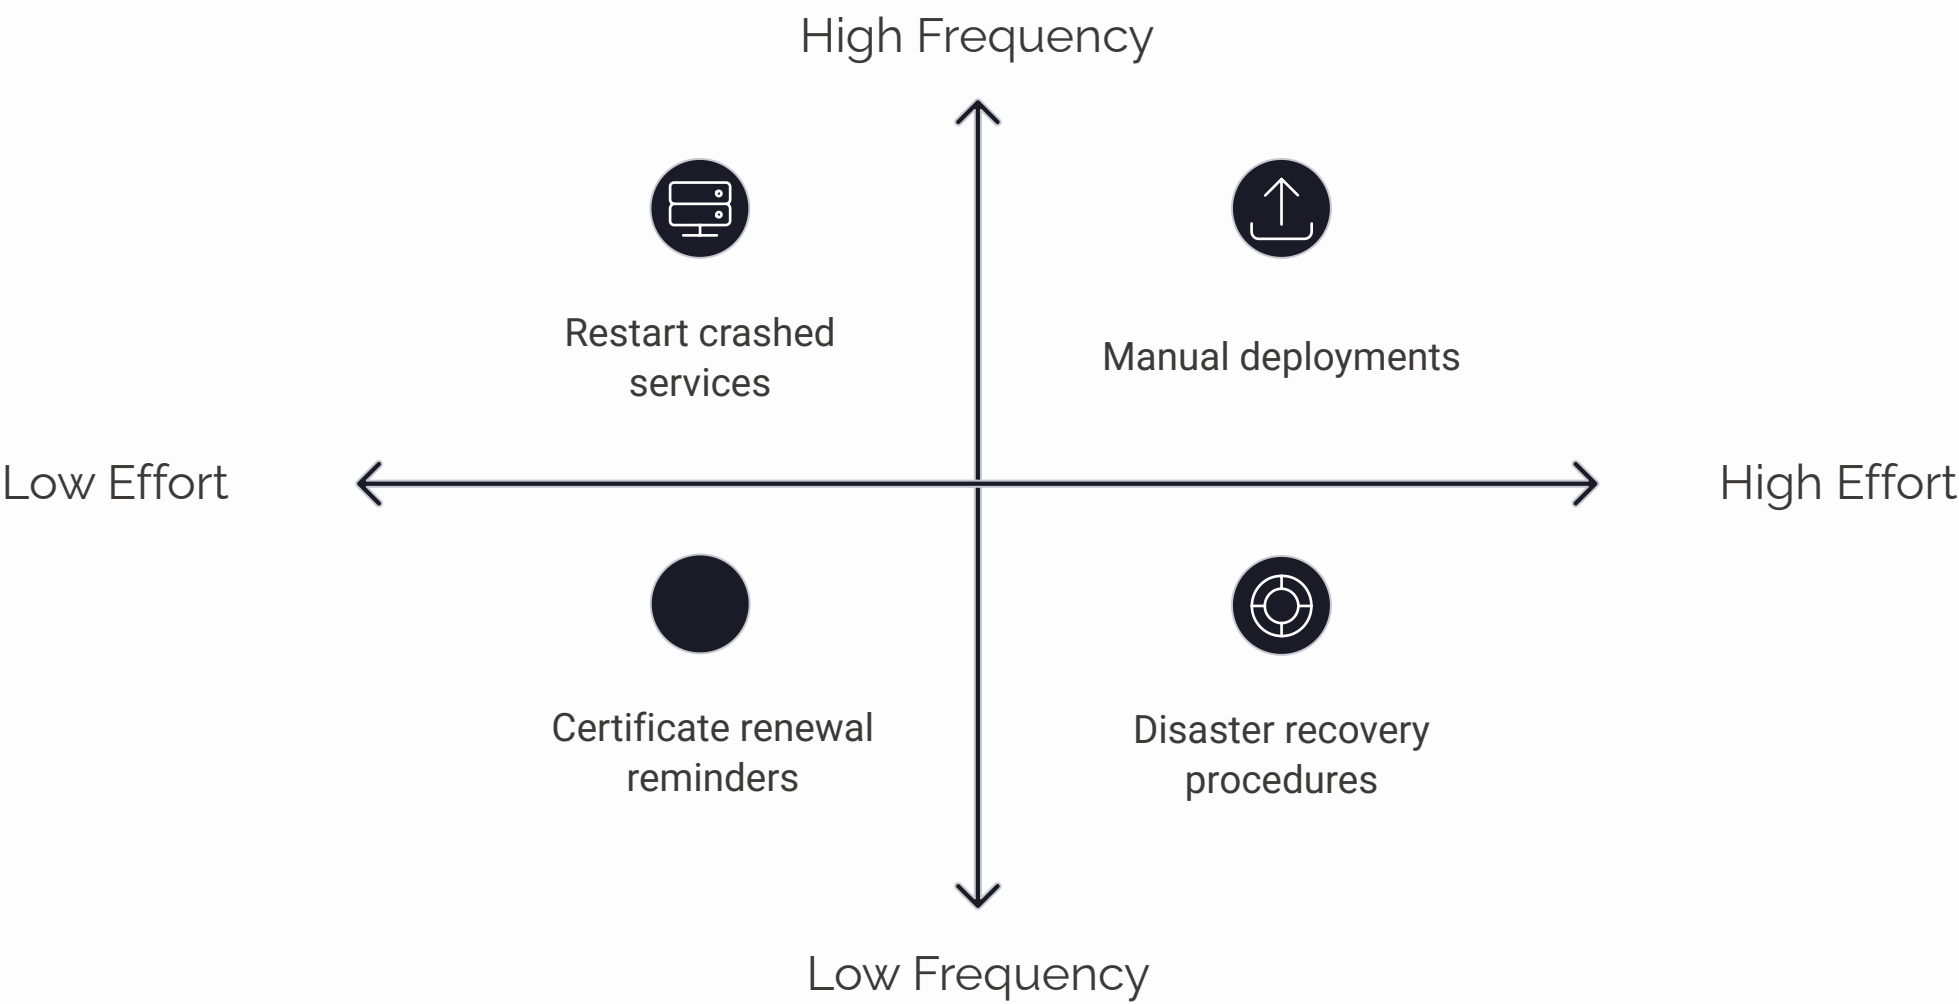 High Frequency
Restart crashed
services
Manual deployments
Low Effort
High Effort
Certificate renewal
reminders
Disaster recovery
procedures
Low Frequency